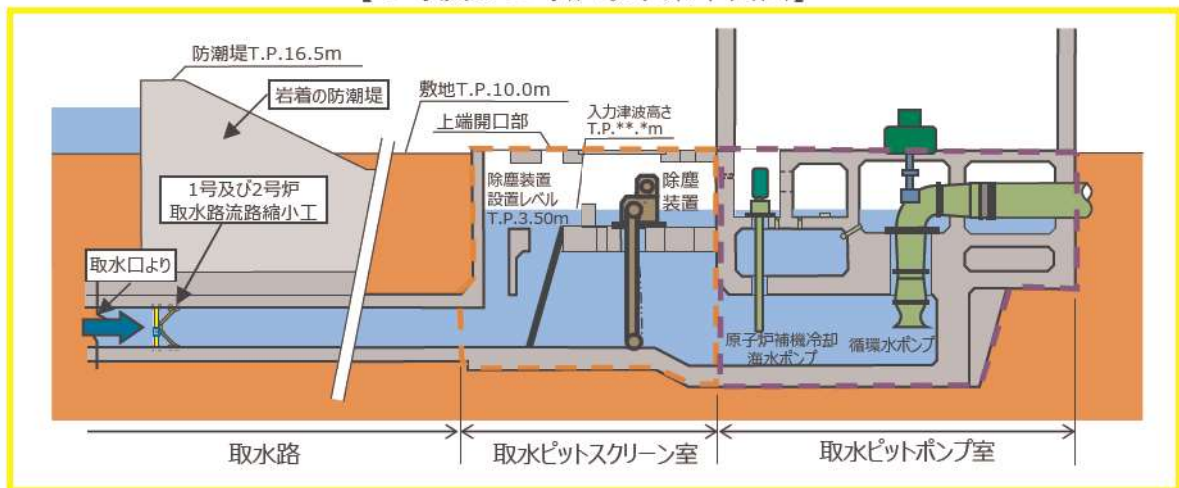 防潮堤T.P.16.5m
岩着の防潮堤
敷地T.P.10.0m
上端開口部
入力津波高さ
T.P.**.*m
1号及び2号炉
取水路流路縮小工
除塵装置
設置レベル
T.P.3.50m
除塵
装置
取水口より
原子炉補機冷却
海水ポンプ
循環水ポンプ
取水路
取水ピットスクリーン室
取水ピットポンプ室